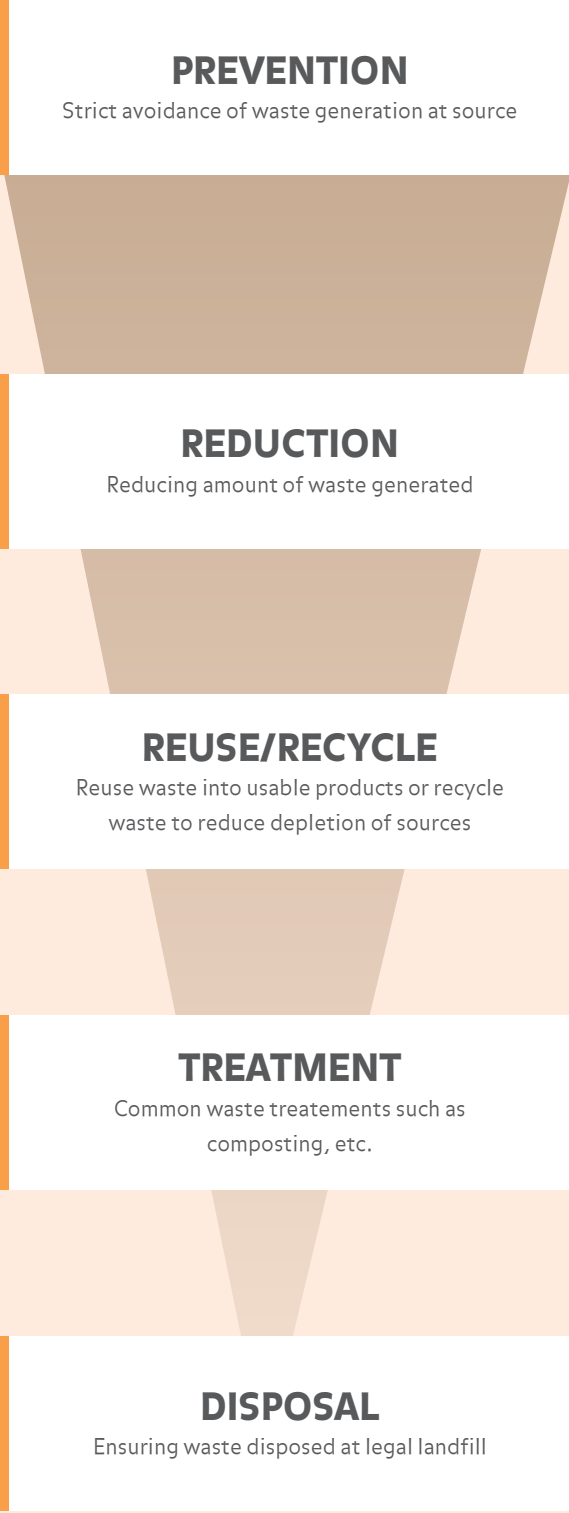 PREVENTION
Strict avoidance of waste generation at source
REDUCTION
Reducing amount of waste generated
REUSE/RECYCLE
Reuse waste into usable products or recycle
waste to reduce depletion of sources
TREATMENT
Common waste treatements such as
composting, etc.
DISPOSAL
Ensuring waste disposed at legal landfill